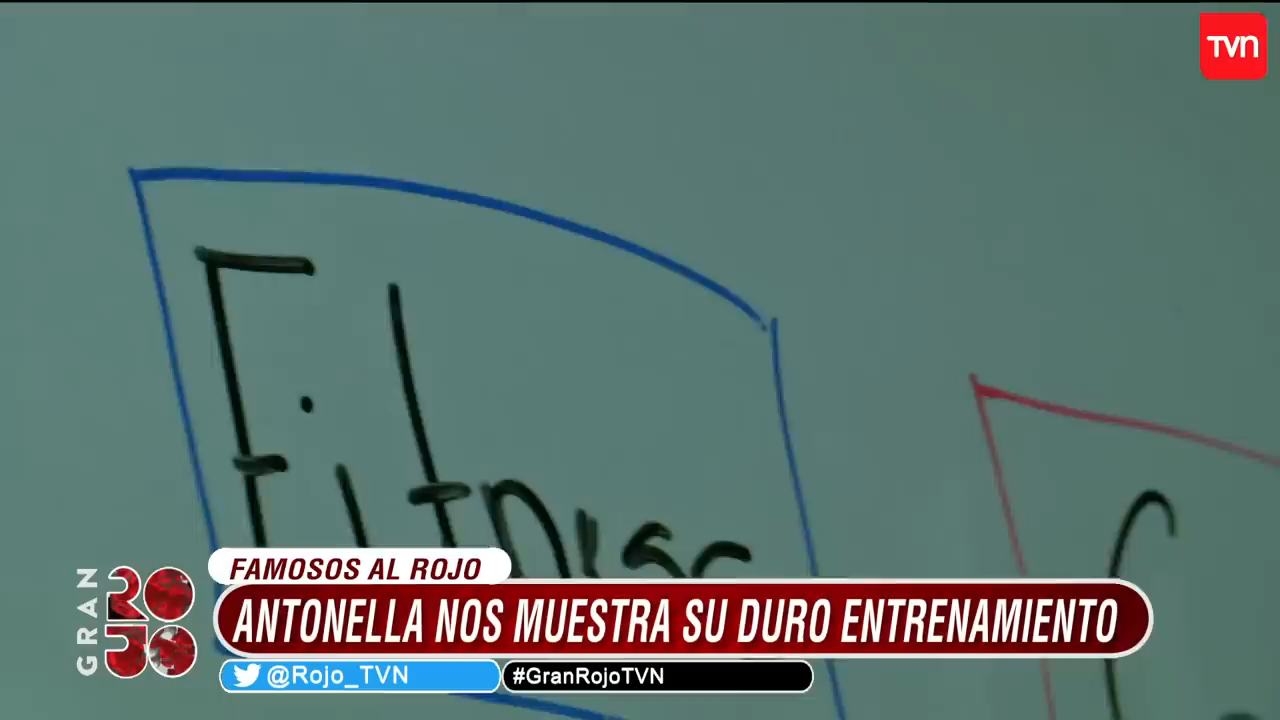 TVN
FAMOSOS AL ROJO
GRAN
ROJO
ANTONELLA NOS MUESTRA SU DURO ENTRENAMIENTO
@Rojo_TVN
#GranRojoTVN